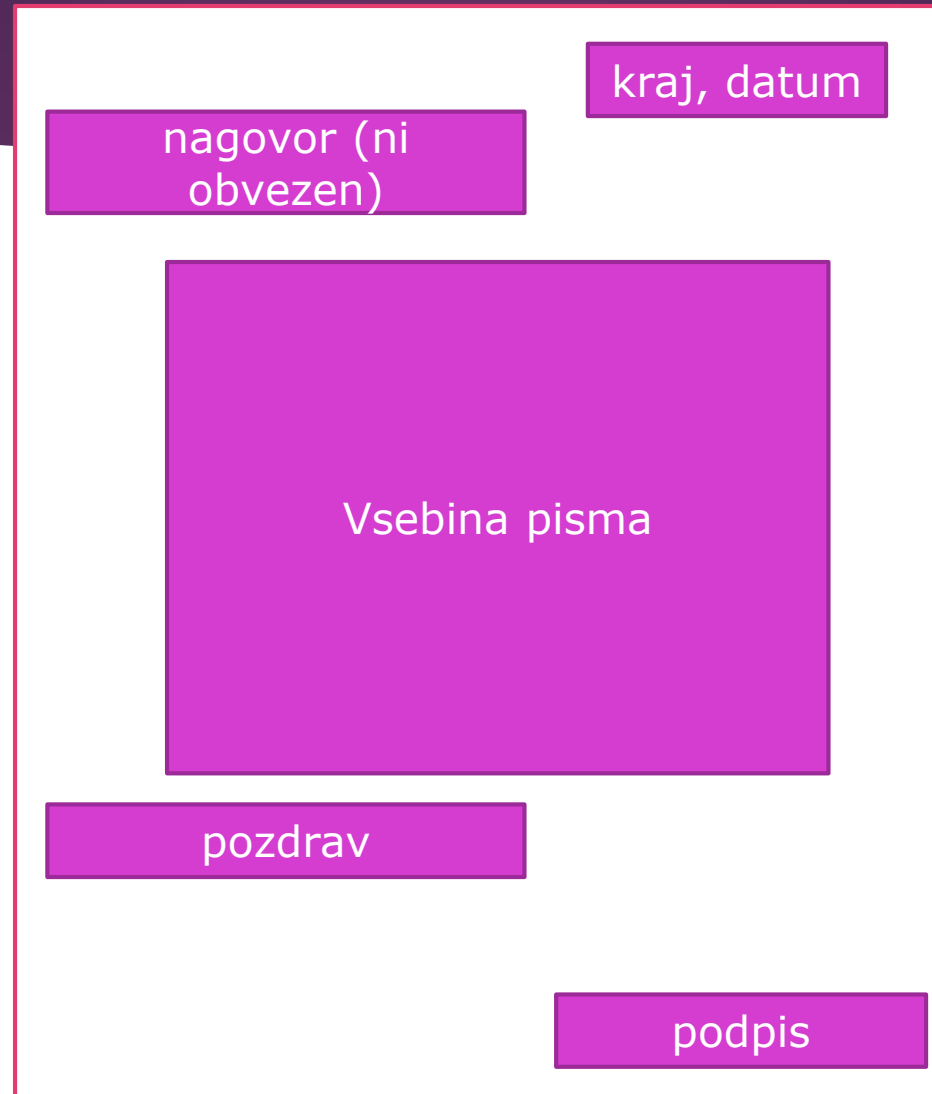 kraj, datum
nagovor (ni
obvezen)
Vsebina pisma
pozdrav
podpis